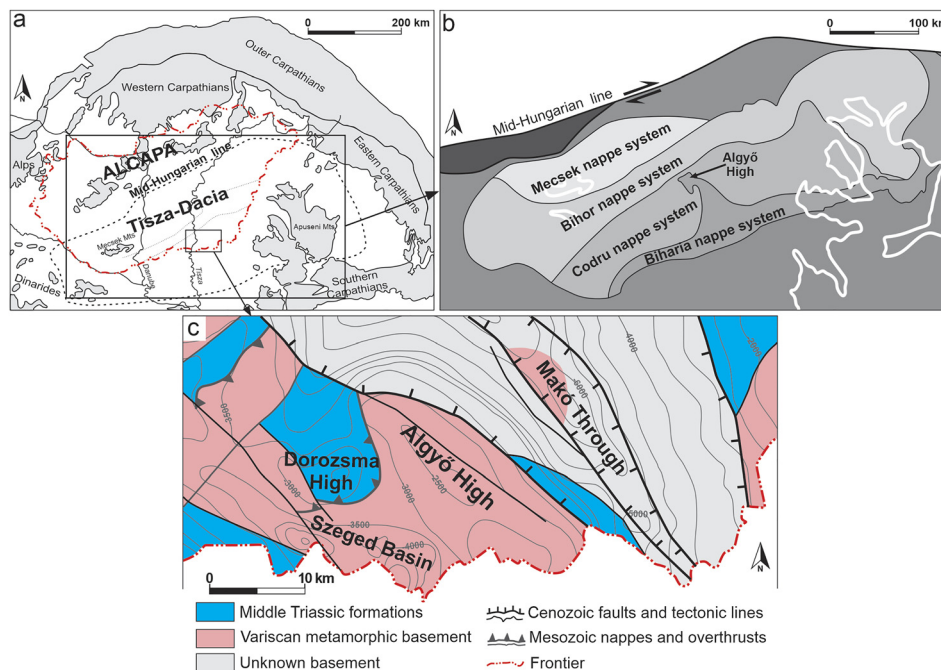 a
200 km
Outer Carpathians
Western Carpathians
N
Alps
ALCAPA
Mid-Hungarian line
Eastern Carpathians
Tisza-Dácia
Mecsek Mts
Apuseni Mts.
Danube
Tisza
Dinarides
Southern
Carpathians
b
100 km
N
Mid-Hungarian line
Mecsek nappe system
Algyő
High
Bihor nappe system
Codru nappe system
Biharia nappe system
c
4000
-6000
Makó Through
3500
Dorozsma
High
Algyő High
-3000
-2500
3000
3500
-4000
Szeged Basin
N
0
10 km
Middle Triassic formations
Cenozoic faults and tectonic lines
Variscan metamorphic basement
Mesozoic nappes and overthrusts
Unknown basement
Frontier